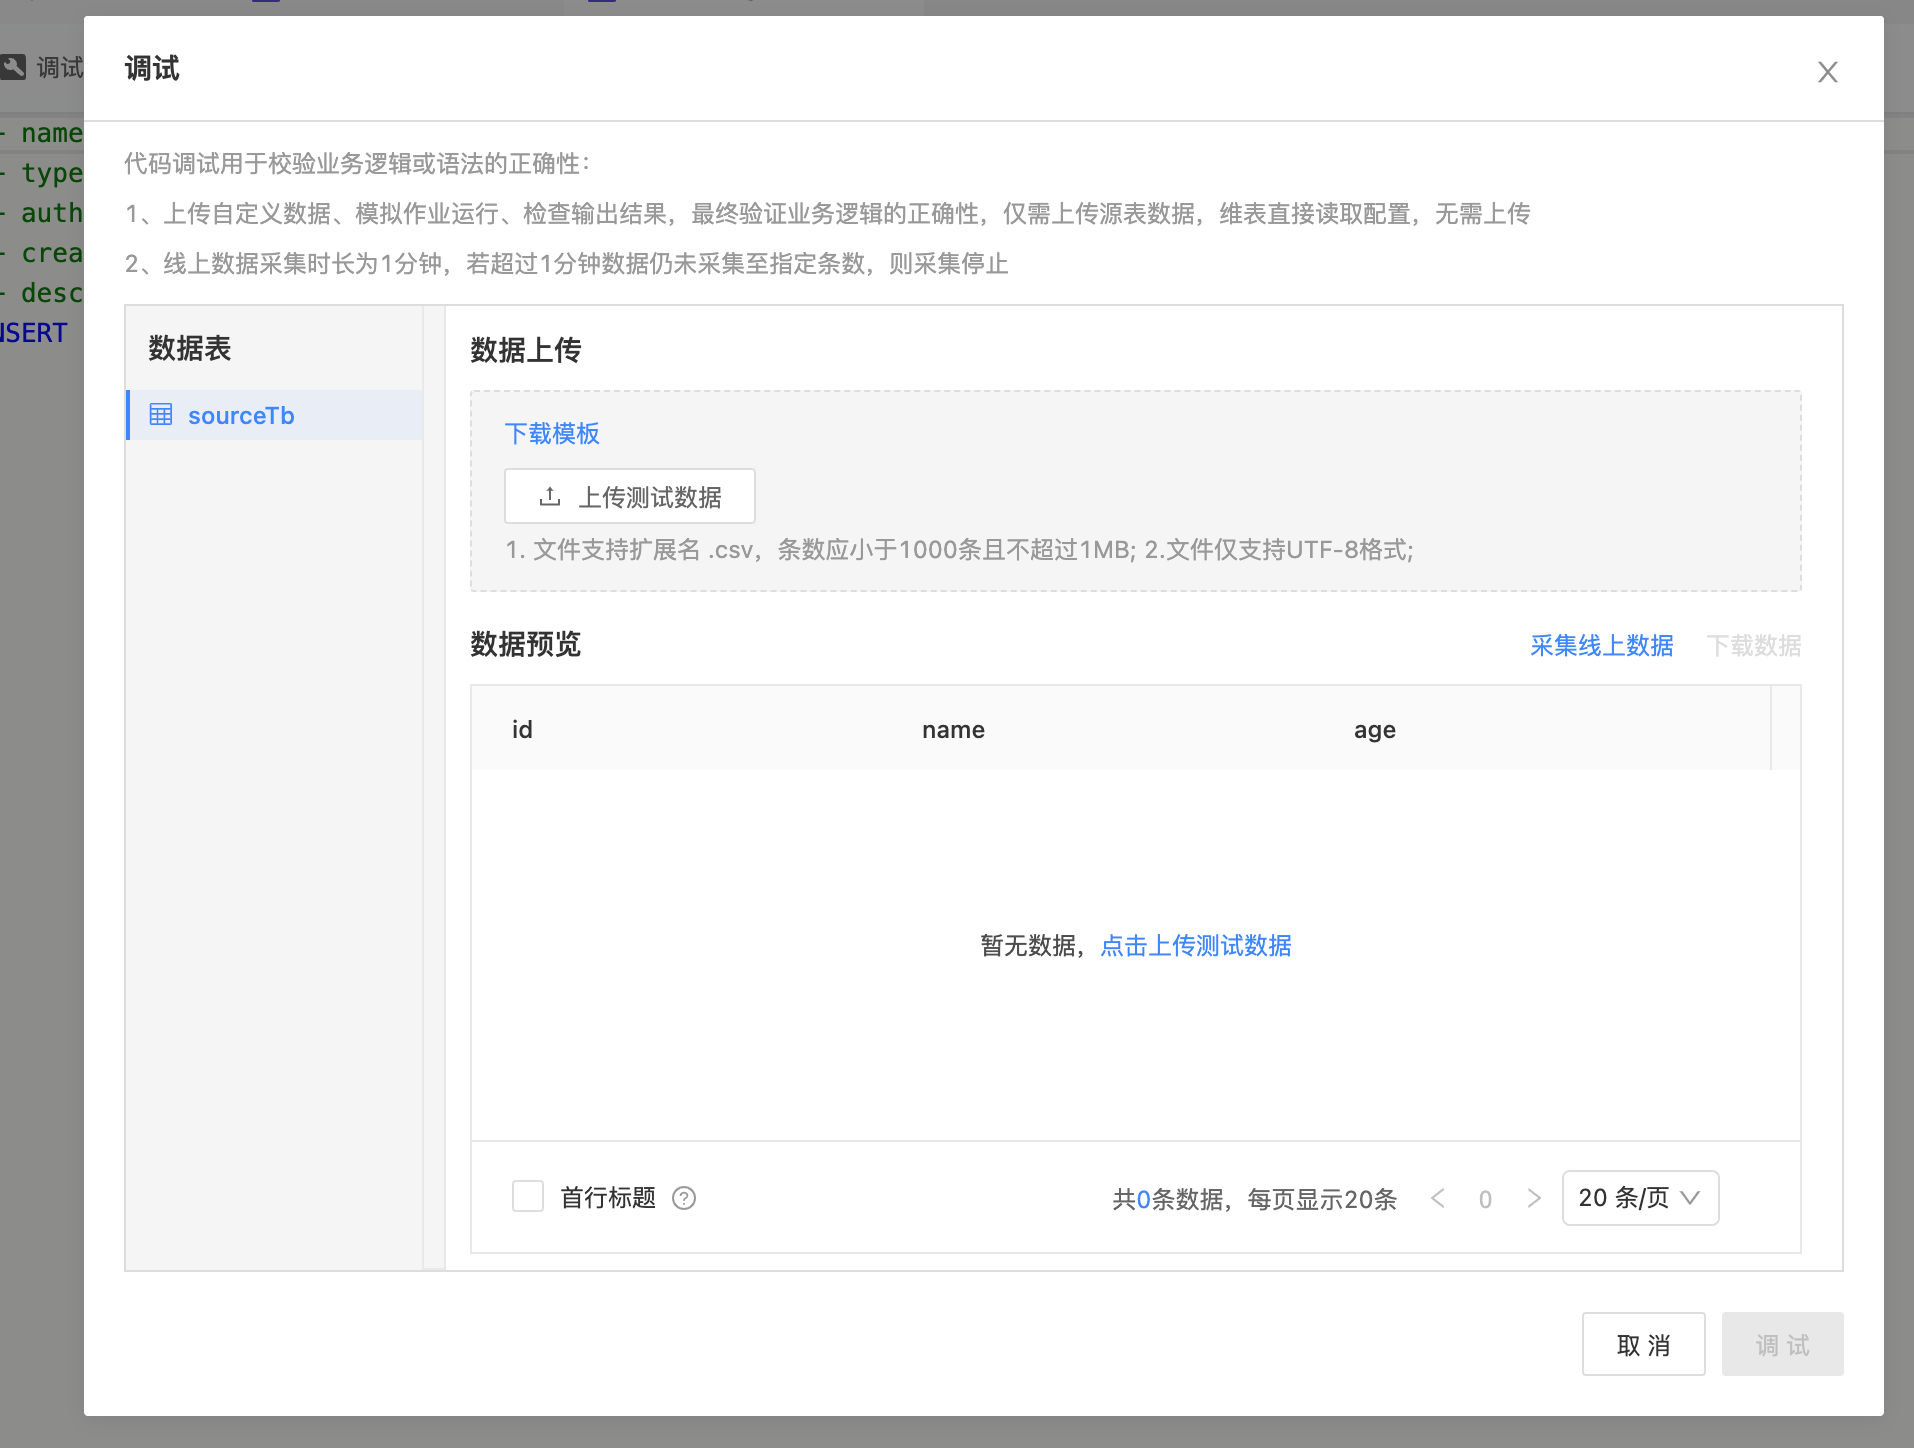 调试
- name
- type
- auth
- crea
- desc
NSERT
调试
代码调试用于校验业务逻辑或语法的正确性：
1、上传自定义数据、模拟作业运行、检查输出结果，最终验证业务逻辑的正确性，仅需上传源表数据，维表直接读取配置，无需上传
2、线上数据采集时长为1分钟，若超过1分钟数据仍未采集至指定条数，则采集停止
数据表
sourceTb
数据上传
下载模板
上传测试数据
1. 文件支持扩展名 .csv，条数应小于1000条且不超过1MB; 2.文件仅支持UTF-8格式;
数据预览 采集线上数据 下载数据
id name age
暂无数据，点击上传测试数据
首行标题 ? 共0条数据，每页显示20条 < 0 > 20 条/页
取 消 调 试